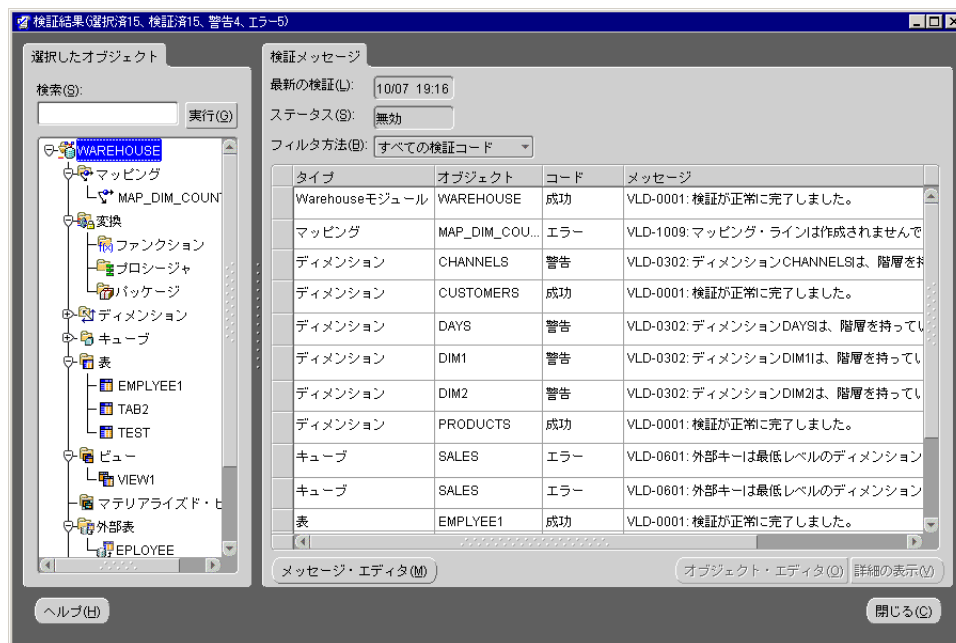 検証結果(選択済15、検証済15、警告4、エラー5)
選択したオブジェクト
検索(S):
実行(G)
WAREHOUSE
マッピング
MAP_DIM_COUN
変換
ファンクション
プロシージャ
パッケージ
ディメンション
キューブ
表
EMPLYEE1
TAB2
TEST
ビュー
VIEW1
マテリアライズド・ビ
外部表
EPLOYEE
検証メッセージ
最新の検証(L): 10/07 19:16
ステータス(S): 無効
フィルタ方法(B): すべての検証コード
タイプ オブジェクト コード メッセージ
Warehouseモジュール WAREHOUSE 成功 VLD-0001: 検証が正常に完了しました。
マッピング MAP_DIM_COU... エラー VLD-1009: マッピング・ラインは作成されませんで
ディメンション CHANNELS 警告 VLD-0302: ディメンションCHANNELSは、階層を持
ディメンション CUSTOMERS 成功 VLD-0001: 検証が正常に完了しました。
ディメンション DAYS 警告 VLD-0302: ディメンションDAYSは、階層を持ってい
ディメンション DIM1 警告 VLD-0302: ディメンションDIM1は、階層を持ってい
ディメンション DIM2 警告 VLD-0302: ディメンションDIM2は、階層を持ってい
ディメンション PRODUCTS 成功 VLD-0001: 検証が正常に完了しました。
キューブ SALES エラー VLD-0601: 外部キーは最低レベルのディメンション
キューブ SALES エラー VLD-0601: 外部キーは最低レベルのディメンション
表 EMPLYEE1 成功 VLD-0001: 検証が正常に完了しました。
メッセージ・エディタ(M) オブジェクト・エディタ(O) 詳細の表示(V)
ヘルプ(H) 閉じる(C)